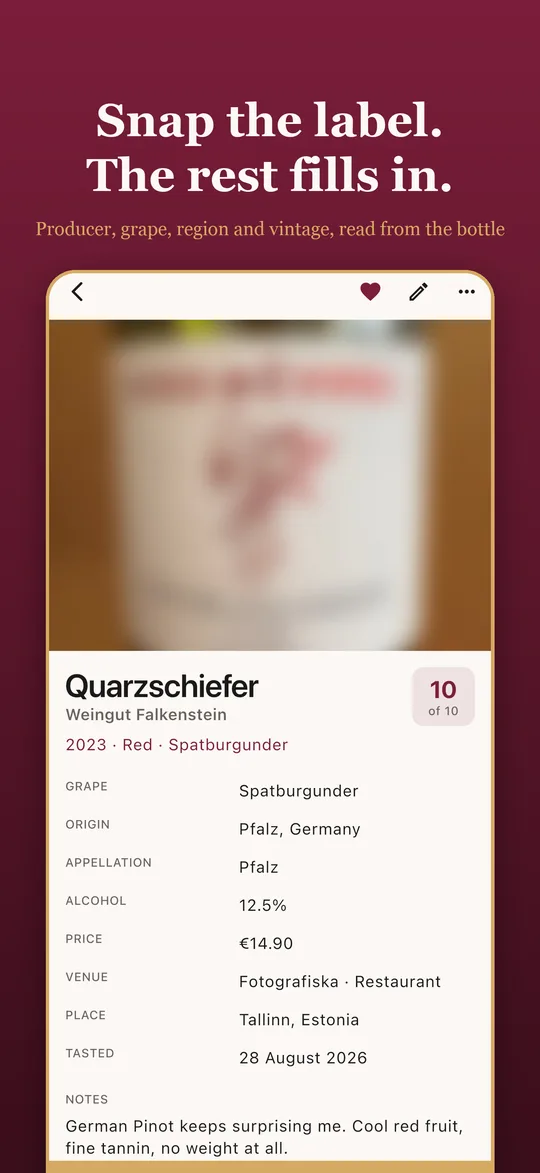 Snap the label.
The rest fills in.
Producer, grape, region and vintage, read from the bottle
Quarzschiefer
Weingut Falkenstein
2023 · Red · Spatburgunder
10
of 10
GRAPE
Spatburgunder
ORIGIN
Pfalz, Germany
APPELLATION
Pfalz
ALCOHOL
12.5%
PRICE
€14.90
VENUE
Fotografiska · Restaurant
PLACE
Tallinn, Estonia
TASTED
28 August 2026
NOTES
German Pinot keeps surprising me. Cool red fruit,
fine tannin, no weight at all.